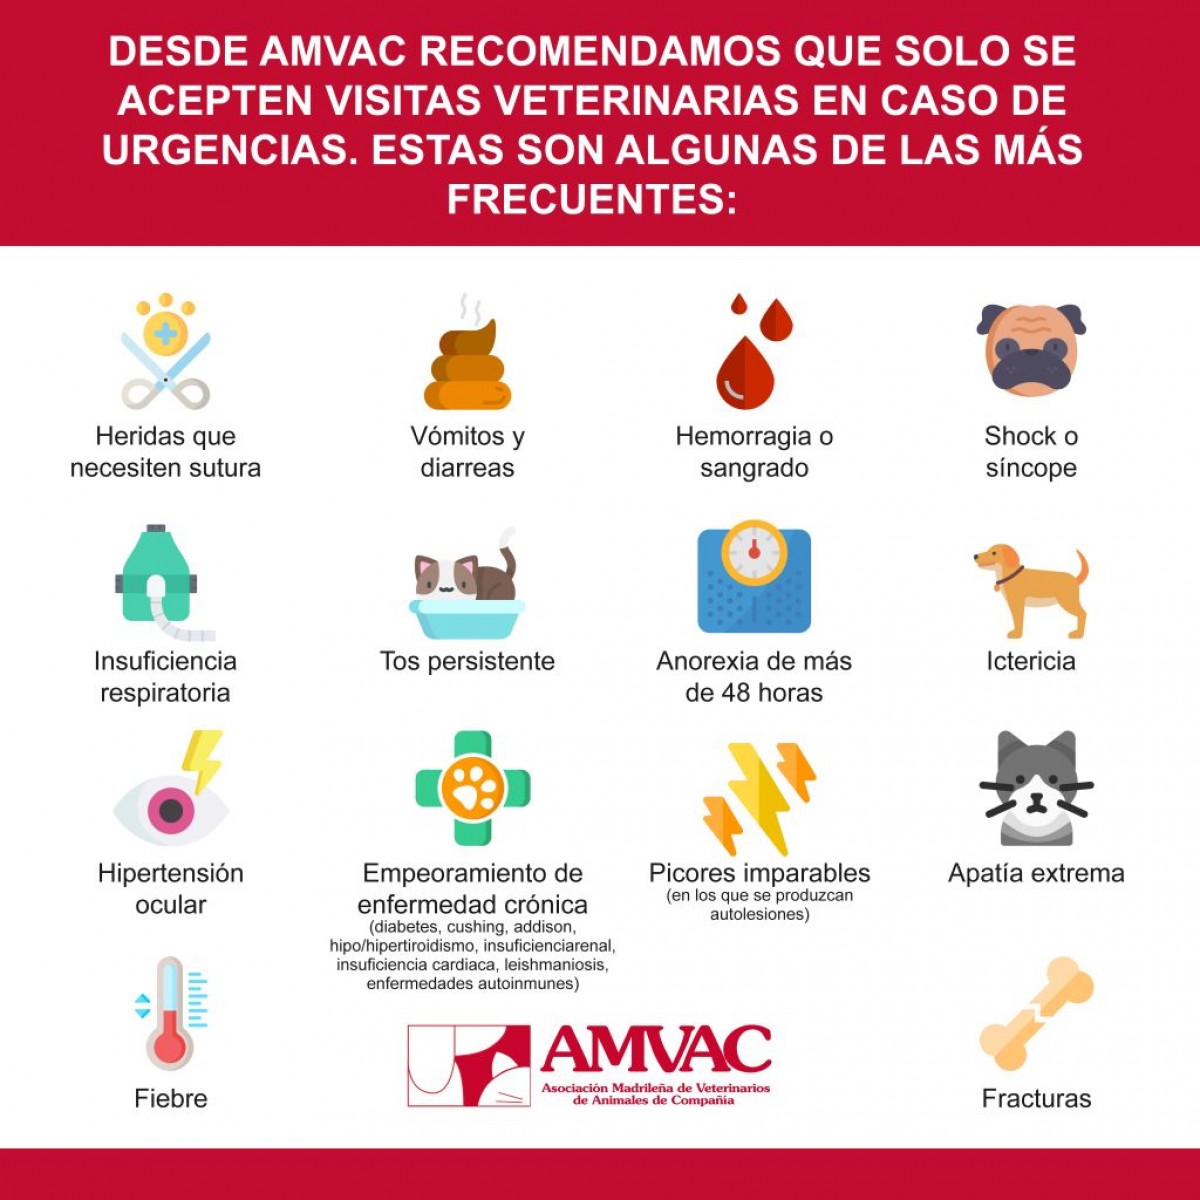 DESDE AMVAC RECOMENDAMOS QUE SOLO SE
ACEPTEN VISITAS VETERINARIAS EN CASO DE
URGENCIAS. ESTAS SON ALGUNAS DE LAS MÁS
FRECUENTES:
Heridas que
necesiten sutura
Vómitos y
diarreas
Hemorragia o
sangrado
Shock o
síncope
Insuficiencia
respiratoria
Tos persistente
Anorexia de más
de 48 horas
Ictericia
Hipertensión
ocular
Empeoramiento de
enfermedad crónica
(diabetes, cushing, addison,
hipo/hipertiroidismo, insuficienciarenal,
insuficiencia cardiaca, leishmaniosis,
enfermedades autoinmunes)
Picores imparables
(en los que se produzcan
autolesiones)
Apatía extrema
Fiebre
AMVAC
Asociación Madrileña de Veterinarios
de Animales de Compañía
Fracturas